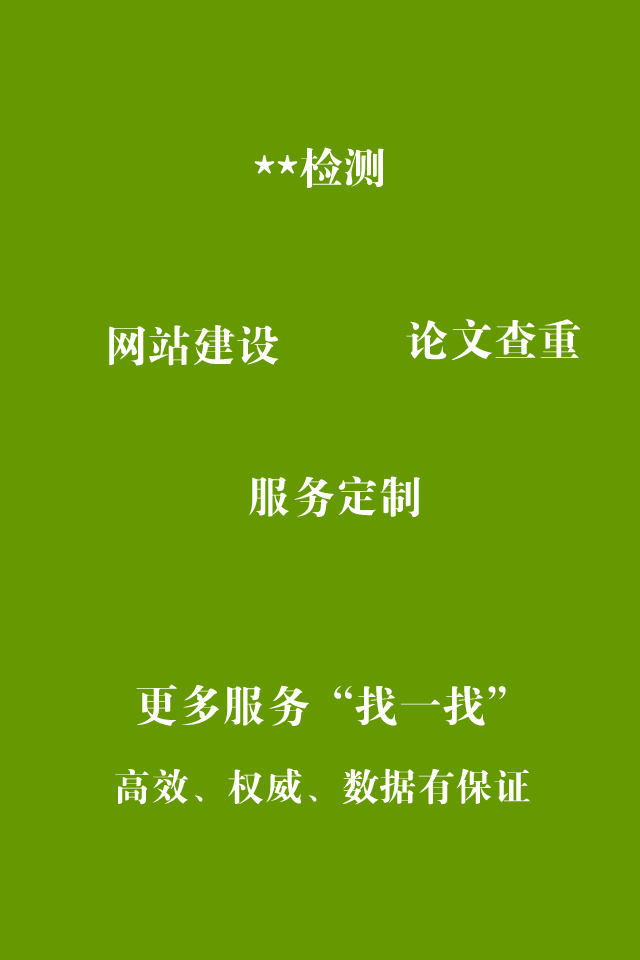 **检测
网站建设
论文查重
服务定制
更多服务“找一找”
高效、权威、数据有保证